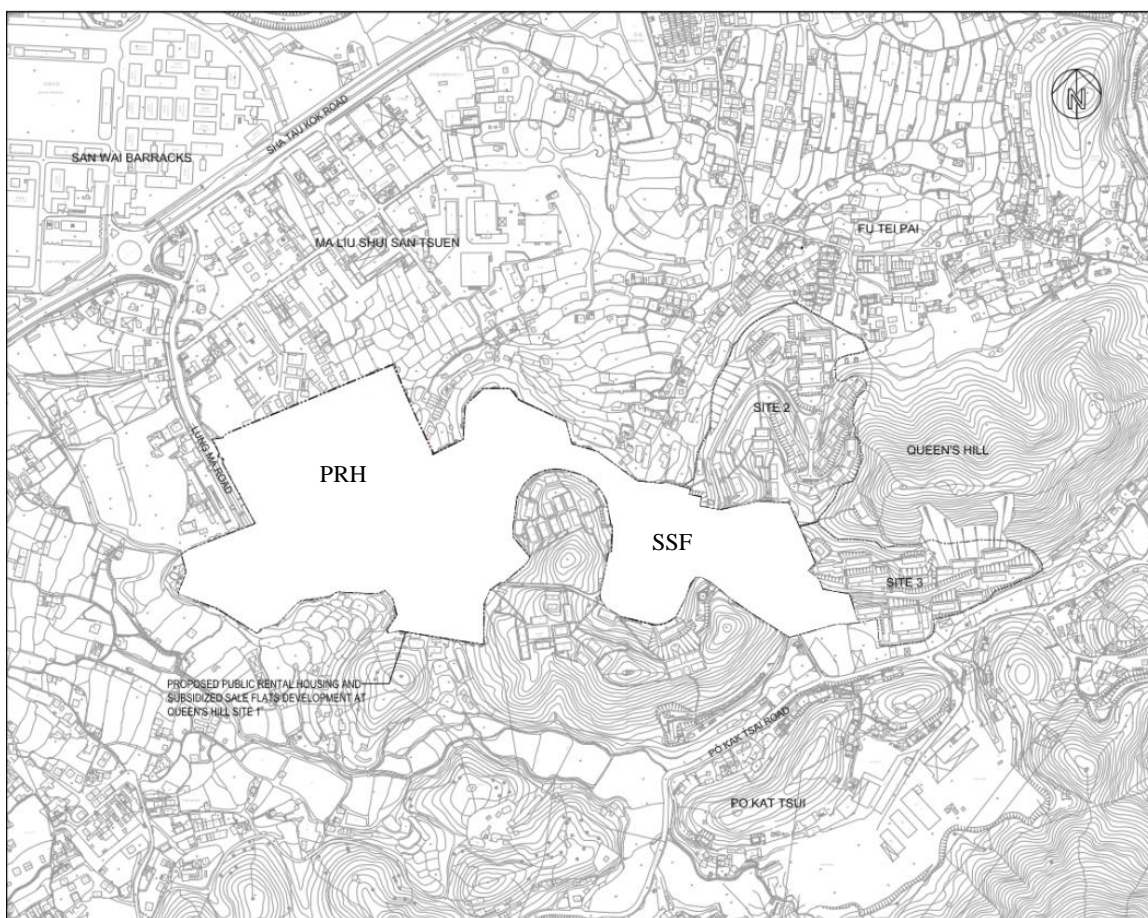 SAN WAI BARRACKS
SHA TAU KOK ROAD
N
MA LIU SHUI SAN TSUEN
FU TEI PAI
SITE 2
LUNG MA ROAD
QUEEN'S HILL
PRH
SSF
SITE 3
PROPOSED PUBLIC RENTAL HOUSING AND
SUBSIDIZED SALE FLATS DEVELOPMENT AT
QUEEN'S HILL SITE 1
PO KAK TSAI ROAD
PO KAT TSUI